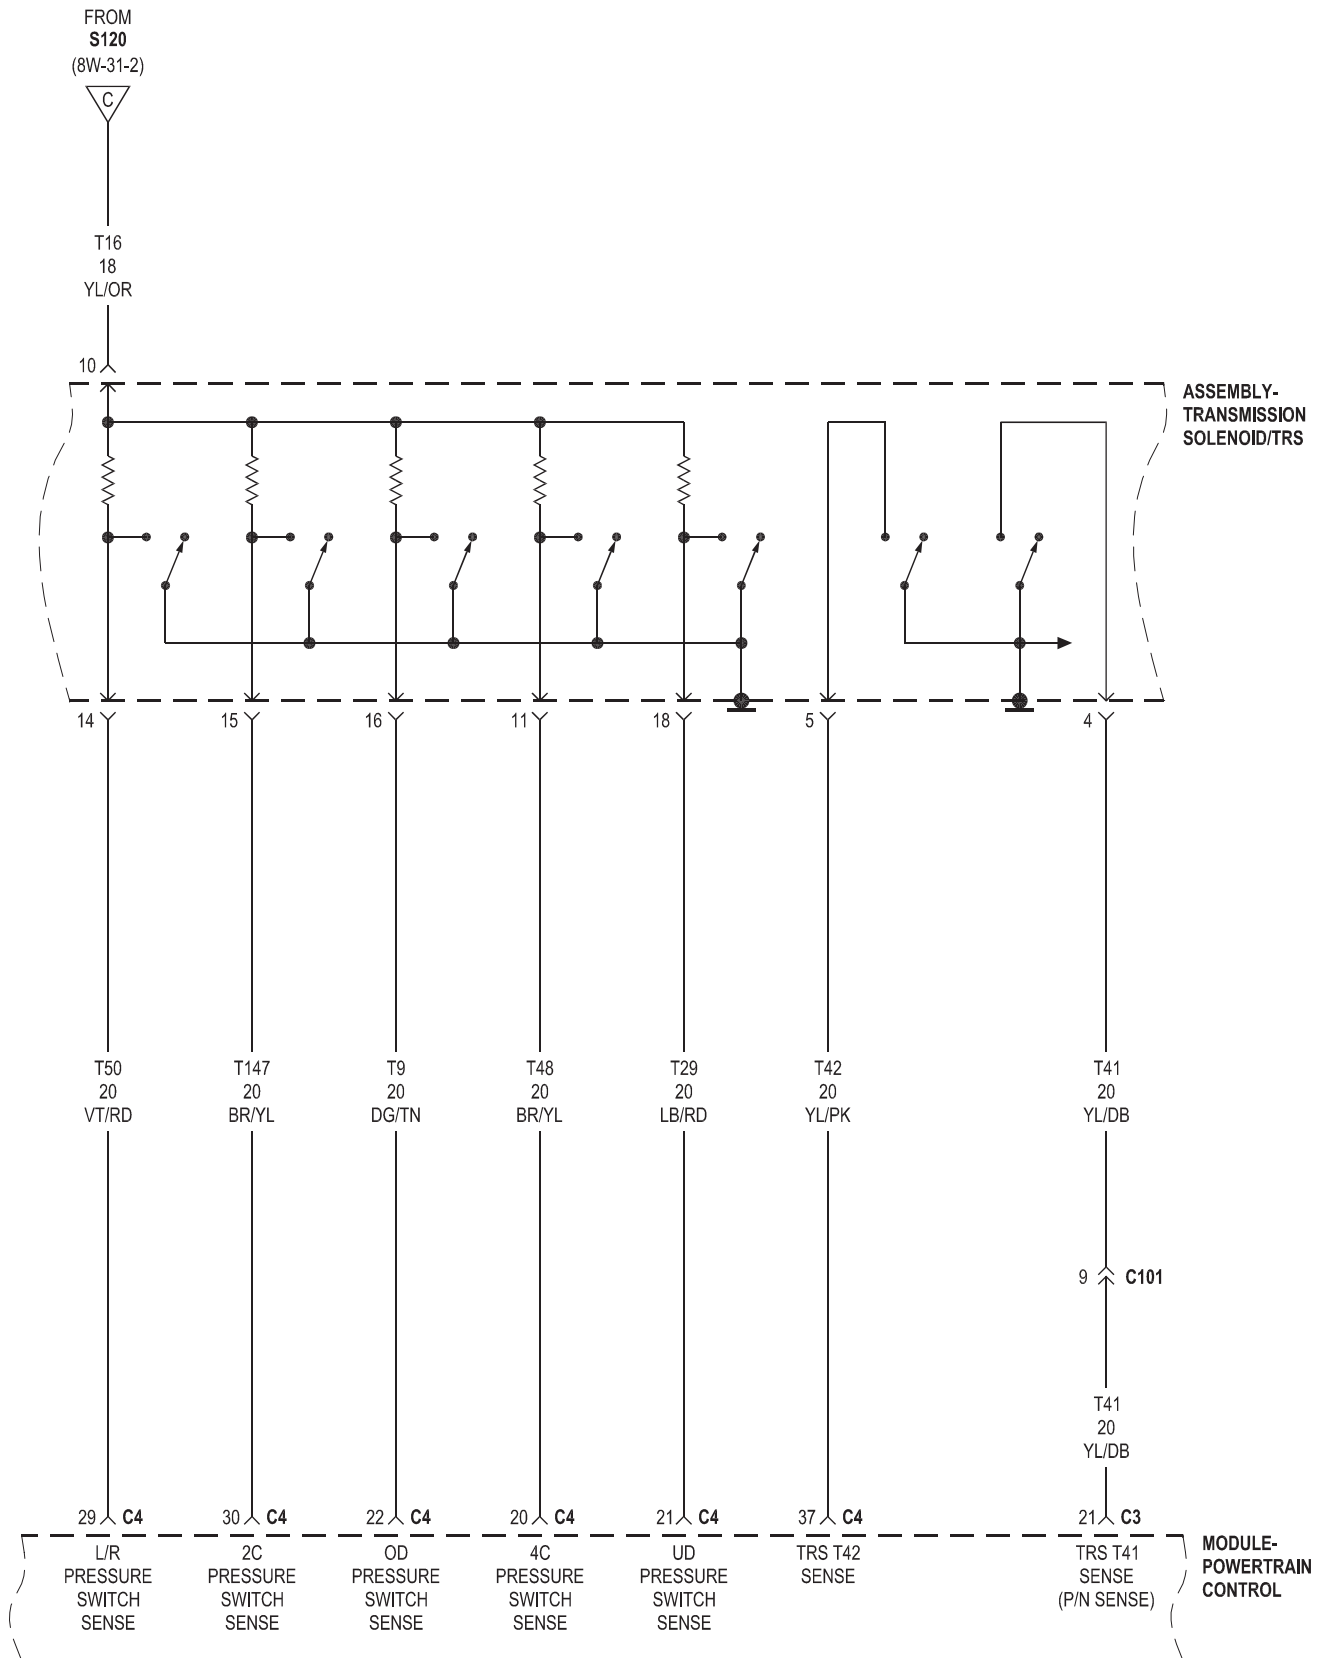 FROM
S120
(8W-31-2)
C
T16
18
YL/OR
10
ASSEMBLY-
TRANSMISSION
SOLENOID/TRS
14
15
16
11
18
5
4
T50
20
VT/RD
T147
20
BR/YL
T9
20
DG/TN
T48
20
BR/YL
T29
20
LB/RD
T42
20
YL/PK
T41
20
YL/DB
9
C101
T41
20
YL/DB
29 C4
30 C4
22 C4
20 C4
21 C4
37 C4
21 C3
L/R
PRESSURE
SWITCH
SENSE
2C
PRESSURE
SWITCH
SENSE
OD
PRESSURE
SWITCH
SENSE
4C
PRESSURE
SWITCH
SENSE
UD
PRESSURE
SWITCH
SENSE
TRS T42
SENSE
TRS T41
SENSE
(P/N SENSE)
MODULE-
POWERTRAIN
CONTROL